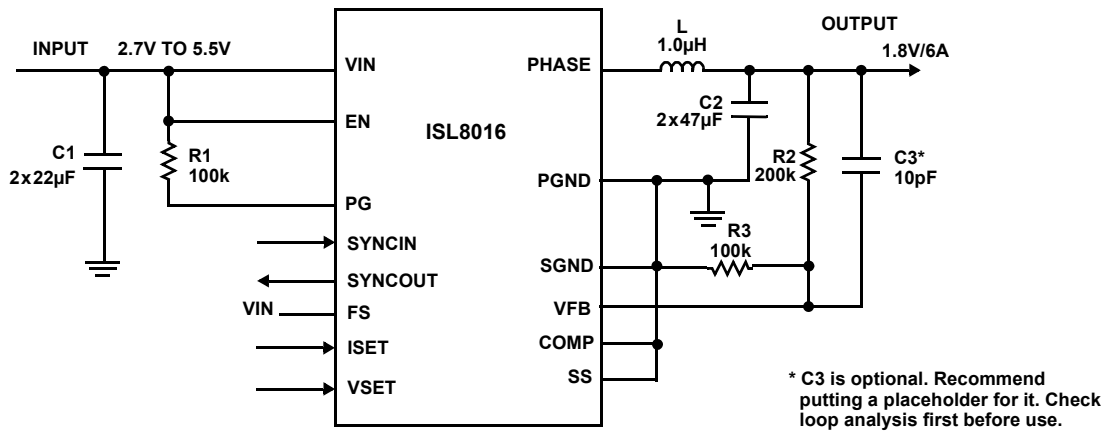 INPUT
2.7V TO 5.5V
C1
2x22µF
R1
100k
VIN
EN
PG
SYNCIN
SYNCOUT
VIN
FS
ISET
VSET
ISL8016
PHASE
PGND
SGND
VFB
COMP
SS
L
1.0µH
OUTPUT
1.8V/6A
C2
2x47µF
R2
200k
C3*
10pF
R3
100k
* C3 is optional. Recommend
putting a placeholder for it. Check
loop analysis first before use.